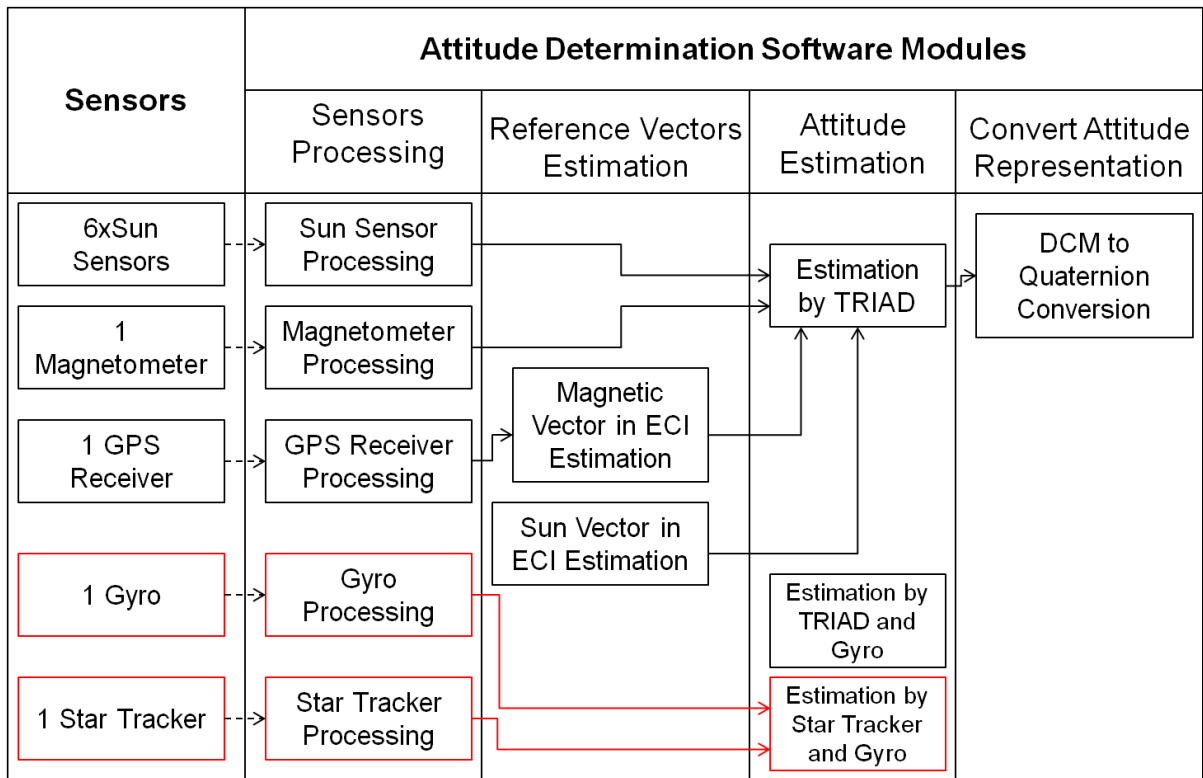 Sensors
Attitude Determination Software Modules
Sensors
Processing
Reference Vectors
Estimation
Attitude
Estimation
Convert Attitude
Representation
6xSun
Sensors
Sun Sensor
Processing
Estimation
by TRIAD
DCM to
Quaternion
Conversion
1
Magnetometer
Magnetometer
Processing
Magnetic
Vector in ECI
Estimation
1 GPS
Receiver
GPS Receiver
Processing
Sun Vector in
ECI Estimation
1 Gyro
Gyro
Processing
Estimation by
TRIAD and
Gyro
1 Star Tracker
Star Tracker
Processing
Estimation by
Star Tracker
and Gyro